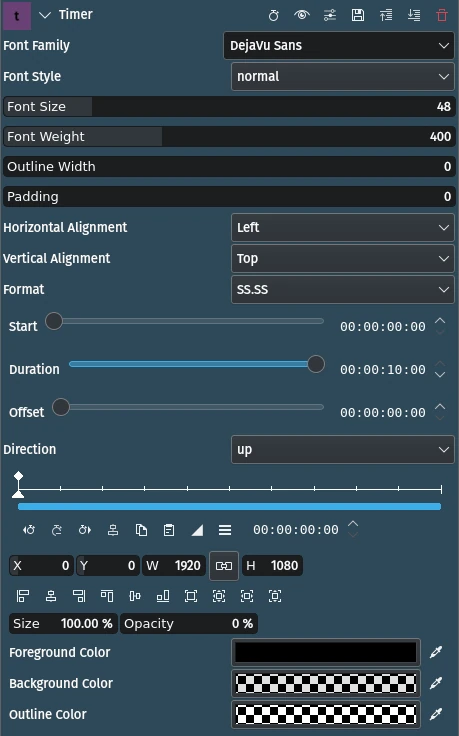 t Timer
Font Family DejaVu Sans
Font Style normal
Font Size 48
Font Weight 400
Outline Width 0
Padding 0
Horizontal Alignment Left
Vertical Alignment Top
Format SS.SS
Start 00:00:00:00
Duration 00:00:10:00
Offset 00:00:00:00
Direction up
00:00:00:00
X 0 Y 0 W 1920 H 1080
Size 100.00 % Opacity 0 %
Foreground Color
Background Color
Outline Color